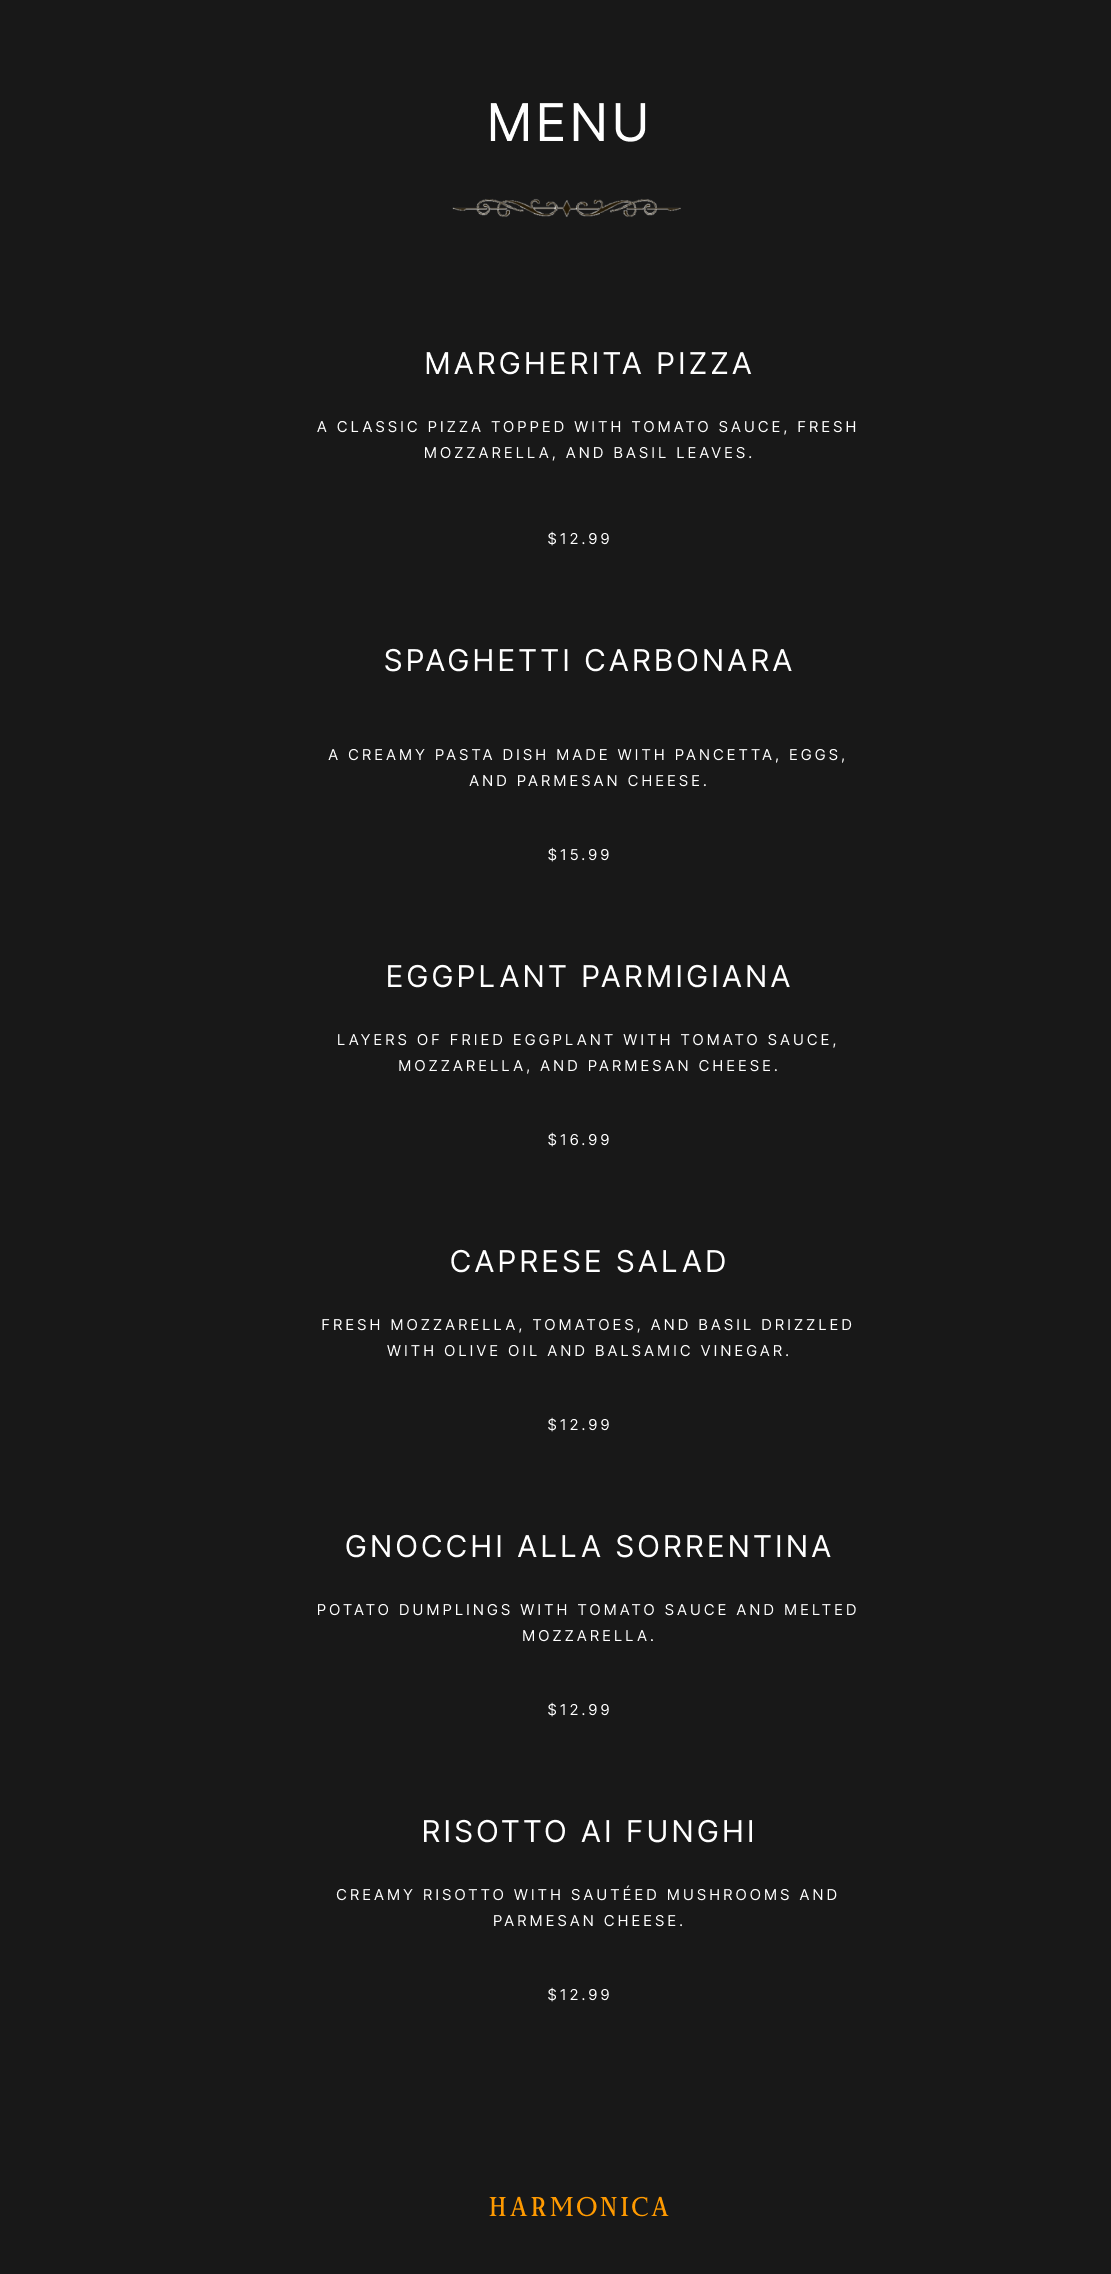 MENU
MARGHERITA PIZZA
A CLASSIC PIZZA TOPPED WITH TOMATO SAUCE, FRESH
MOZZARELLA, AND BASIL LEAVES.
$12.99
SPAGHETTI CARBONARA
A CREAMY PASTA DISH MADE WITH PANCETTA, EGGS,
AND PARMESAN CHEESE.
$15.99
EGGPLANT PARMIGIANA
LAYERS OF FRIED EGGPLANT WITH TOMATO SAUCE,
MOZZARELLA, AND PARMESAN CHEESE.
$16.99
CAPRESE SALAD
FRESH MOZZARELLA, TOMATOES, AND BASIL DRIZZLED
WITH OLIVE OIL AND BALSAMIC VINEGAR.
$12.99
GNOCCHI ALLA SORRENTINA
POTATO DUMPLINGS WITH TOMATO SAUCE AND MELTED
MOZZARELLA.
$12.99
RISOTTO AI FUNGHI
CREAMY RISOTTO WITH SAUTÉED MUSHROOMS AND
PARMESAN CHEESE.
$12.99
HARMONICA